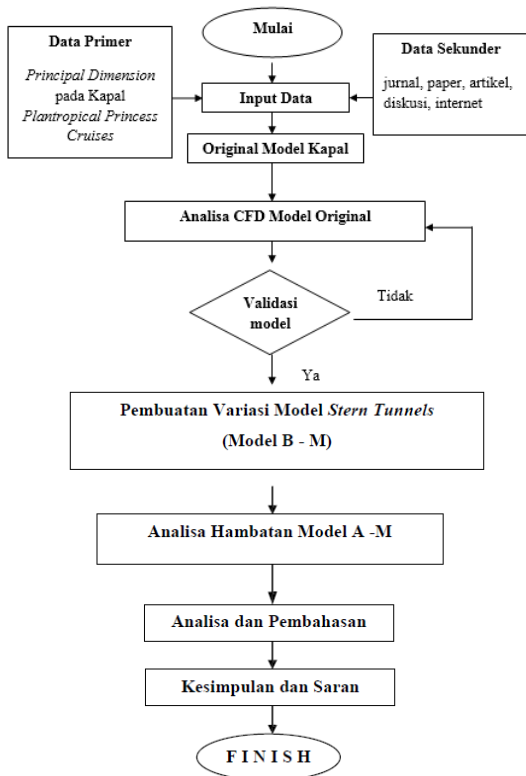 Mulai
Data Primer
Principal Dimension
pada Kapal
Plantropical Princess
Cruises
Data Sekunder
jurnal, paper, artikel,
diskusi, internet
Input Data
Original Model Kapal
Analisa CFD Model Original
Validasi
model
Tidak
Ya
Pembuatan Variasi Model Stern Tunnels
(Model B - M)
Analisa Hambatan Model A -M
Analisa dan Pembahasan
Kesimpulan dan Saran
F I N I S H